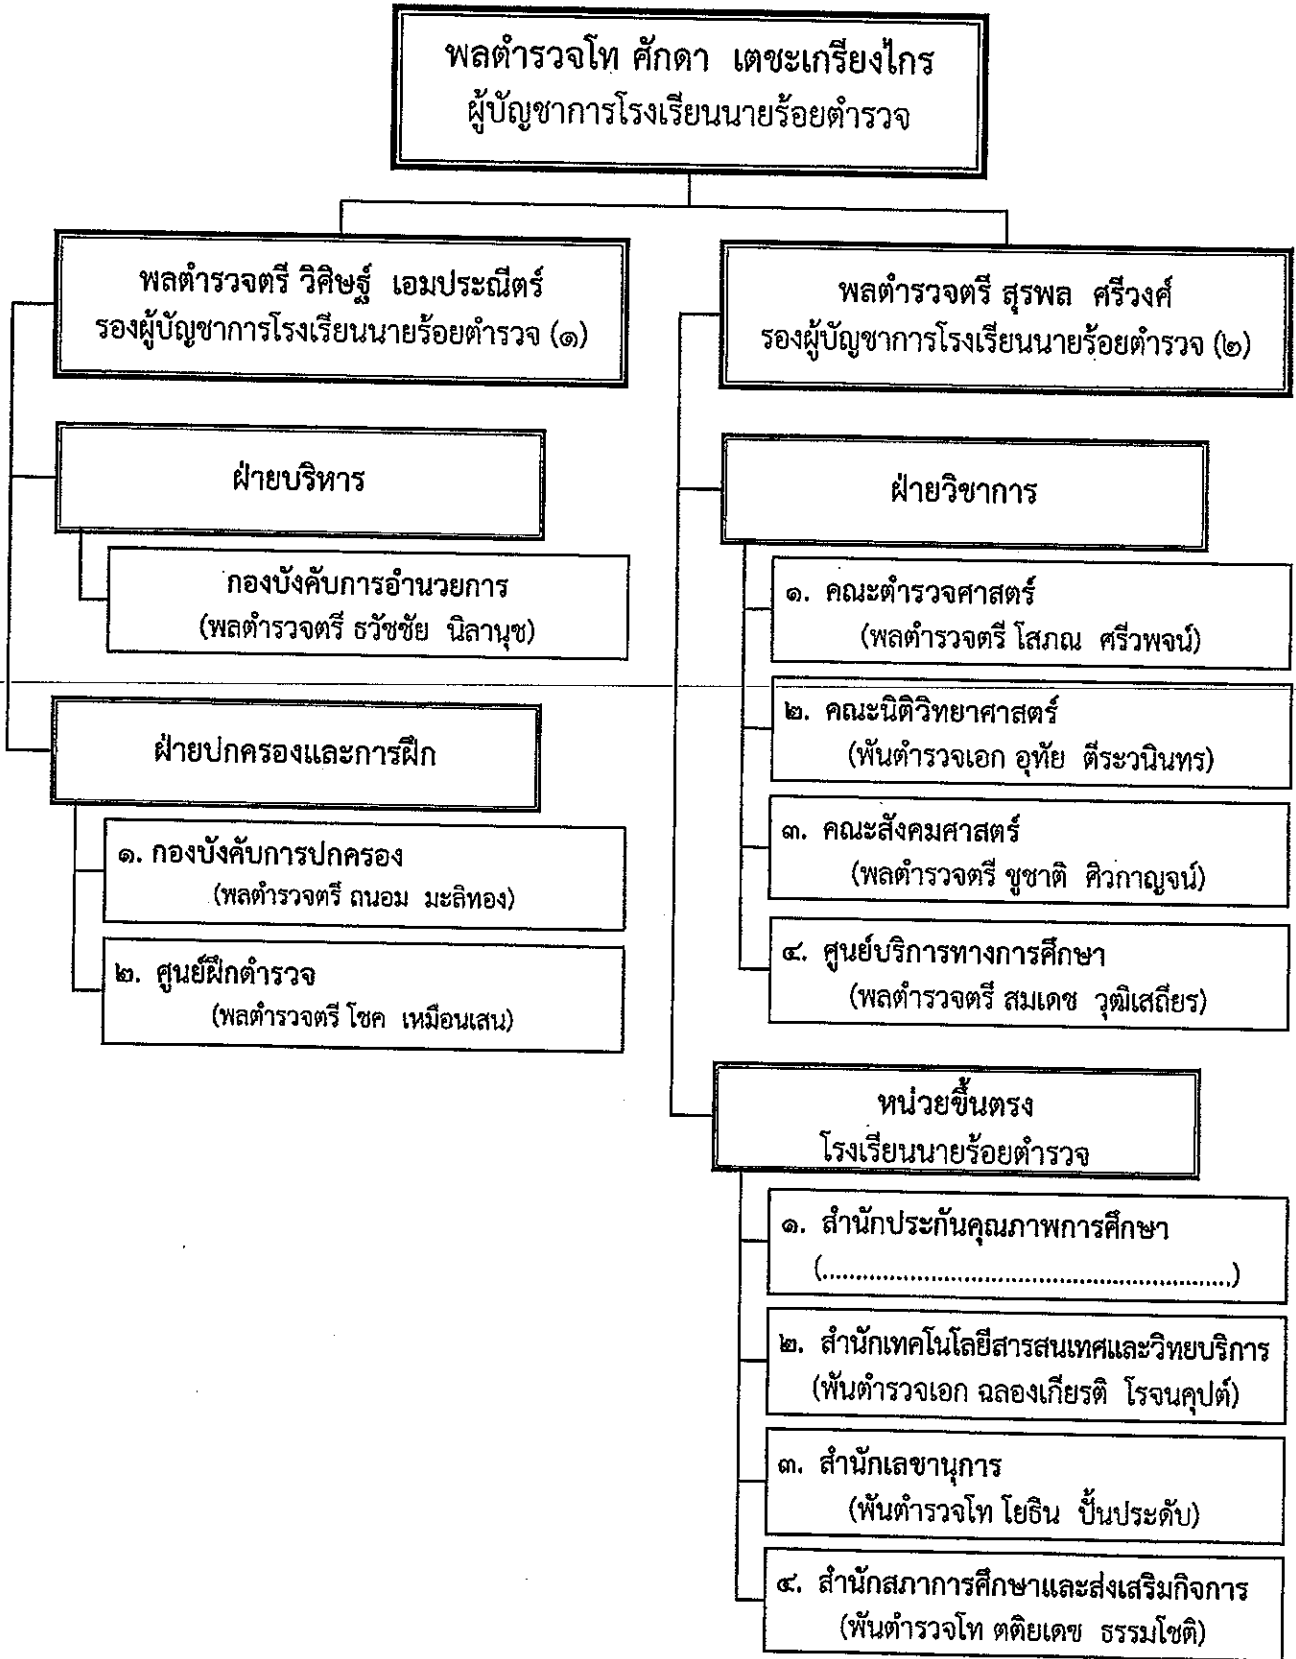 พลตำรวจโท ศักดา เตชะเกรียงไกร
ผู้บัญชาการโรงเรียนนายร้อยตำรวจ
พลตำรวจตรี วิศิษฐ์ เอมประณีตร์
รองผู้บัญชาการโรงเรียนนายร้อยตำรวจ (๑)
ฝ่ายบริหาร
กองบังคับการอำนวยการ
(พลตำรวจตรี ธวัชชัย นิลานุช)
ฝ่ายปกครองและการฝึก
๑. กองบังคับการปกครอง
(พลตำรวจตรี ถนอม มะลิทอง)
๒. ศูนย์ฝึกตำรวจ
(พลตำรวจตรี โชค เหมือนเสน)
พลตำรวจตรี สุรพล ศรีวงศ์
รองผู้บัญชาการโรงเรียนนายร้อยตำรวจ (๒)
ฝ่ายวิชาการ
๑. คณะตำรวจศาสตร์
(พลตำรวจตรี โสภณ ศรีวพจน์)
๒. คณะนิติวิทยาศาสตร์
(พันตำรวจเอก อุทัย ตีระวนินทร)
๓. คณะสังคมศาสตร์
(พลตำรวจตรี ชูชาติ ศิวกาญจน์)
๔. ศูนย์บริการทางการศึกษา
(พลตำรวจตรี สมเดช วุฒิเสถียร)
หน่วยขึ้นตรง
โรงเรียนนายร้อยตำรวจ
๑. สำนักประกันคุณภาพการศึกษา
(............................................................)
๒. สำนักเทคโนโลยีสารสนเทศและวิทยบริการ
(พันตำรวจเอก ฉลองเกียรติ โรจนคุปต์)
๓. สำนักเลขานุการ
(พันตำรวจโท โยธิน ปิ้นประดับ)
๔. สำนักสภาการศึกษาและส่งเสริมกิจการ
(พันตำรวจโท ตติยเดช ธรรมโชติ)